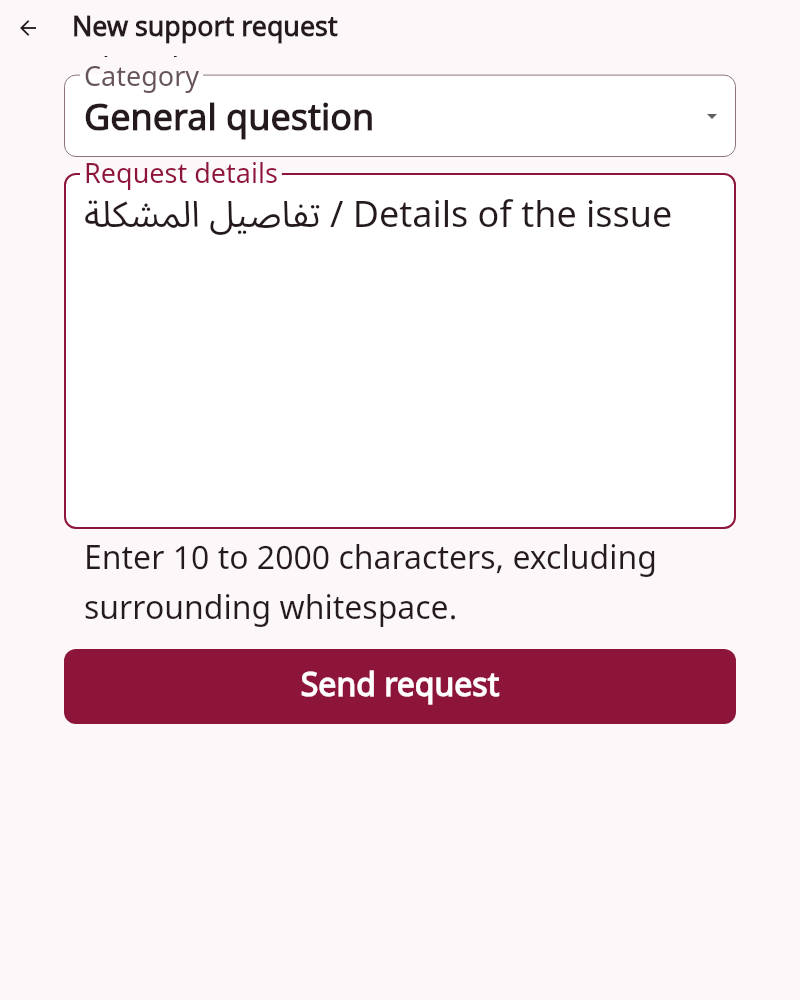 New support request
Category
General question
Request details
تفاصيل المشكلة / Details of the issue
Enter 10 to 2000 characters, excluding
surrounding whitespace.
Send request